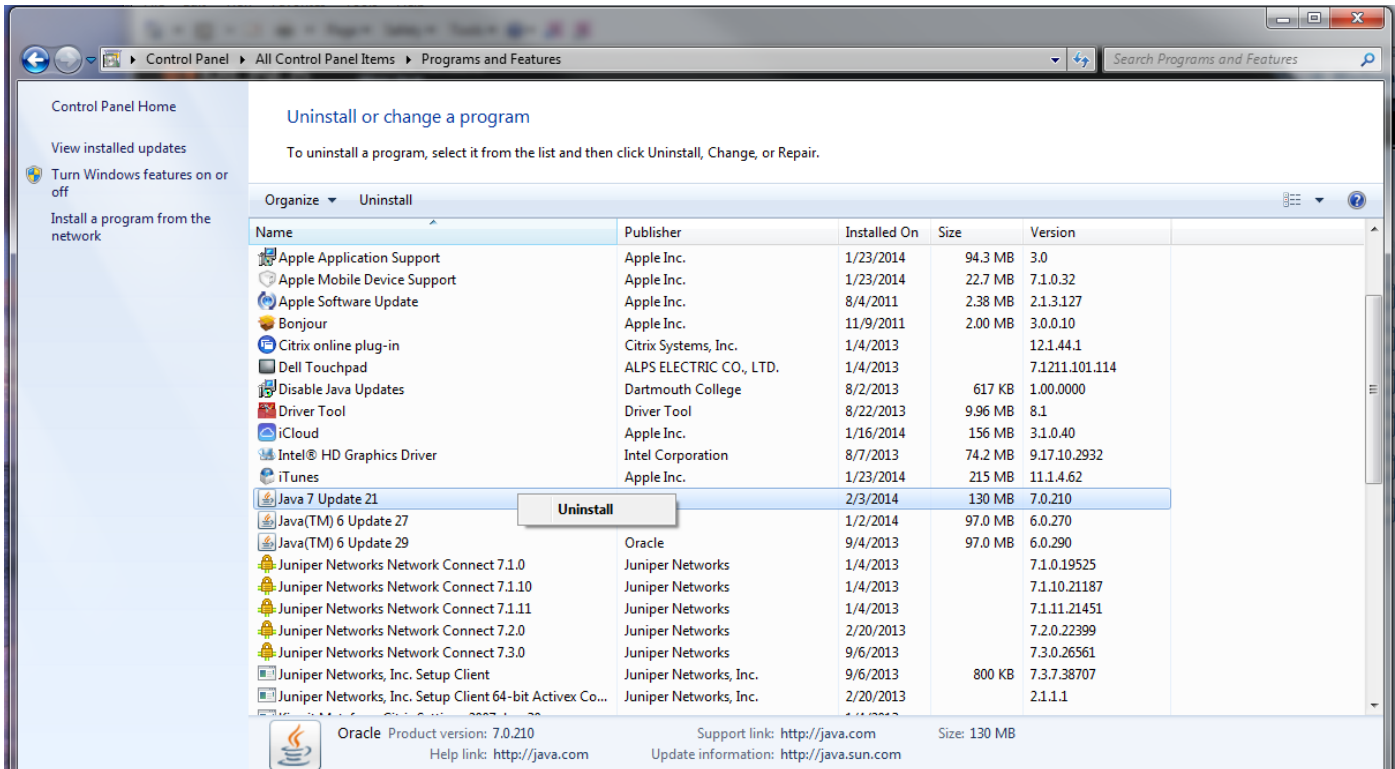 Control Panel ▸ All Control Panel Items ▸ Programs and Features
Search Programs and Features
Control Panel Home
View installed updates
Turn Windows features on or
off
Install a program from the
network
Uninstall or change a program
To uninstall a program, select it from the list and then click Uninstall, Change, or Repair.
Organize Uninstall
Name Publisher Installed On Size Version
Apple Application Support Apple Inc. 1/23/2014 94.3 MB 3.0
Apple Mobile Device Support Apple Inc. 1/23/2014 22.7 MB 7.1.0.32
Apple Software Update Apple Inc. 8/4/2011 2.38 MB 2.1.3.127
Bonjour Apple Inc. 11/9/2011 2.00 MB 3.0.0.10
Citrix online plug-in Citrix Systems, Inc. 1/4/2013 12.1.44.1
Dell Touchpad ALPS ELECTRIC CO., LTD. 1/4/2013 7.1211.101.114
Disable Java Updates Dartmouth College 8/2/2013 617 KB 1.00.0000
Driver Tool Driver Tool 8/22/2013 9.96 MB 8.1
iCloud Apple Inc. 1/16/2014 156 MB 3.1.0.40
Intel® HD Graphics Driver Intel Corporation 8/7/2013 74.2 MB 9.17.10.2932
iTunes Apple Inc. 1/23/2014 215 MB 11.1.4.62
Java 7 Update 21 2/3/2014 130 MB 7.0.210
Uninstall
Java(TM) 6 Update 27 1/2/2014 97.0 MB 6.0.270
Java(TM) 6 Update 29 Oracle 9/4/2013 97.0 MB 6.0.290
Juniper Networks Network Connect 7.1.0 Juniper Networks 1/4/2013 7.1.0.19525
Juniper Networks Network Connect 7.1.10 Juniper Networks 1/4/2013 7.1.10.21187
Juniper Networks Network Connect 7.1.11 Juniper Networks 1/4/2013 7.1.11.21451
Juniper Networks Network Connect 7.2.0 Juniper Networks 2/20/2013 7.2.0.22399
Juniper Networks Network Connect 7.3.0 Juniper Networks 9/6/2013 7.3.0.26561
Juniper Networks, Inc. Setup Client Juniper Networks, Inc. 9/6/2013 800 KB 7.3.7.38707
Juniper Networks, Inc. Setup Client 64-bit Activex Co... Juniper Networks, Inc. 2/20/2013 2.1.1.1
Oracle Product version: 7.0.210 Support link: http://java.com Size: 130 MB
Help link: http://java.com Update information: http://java.sun.com